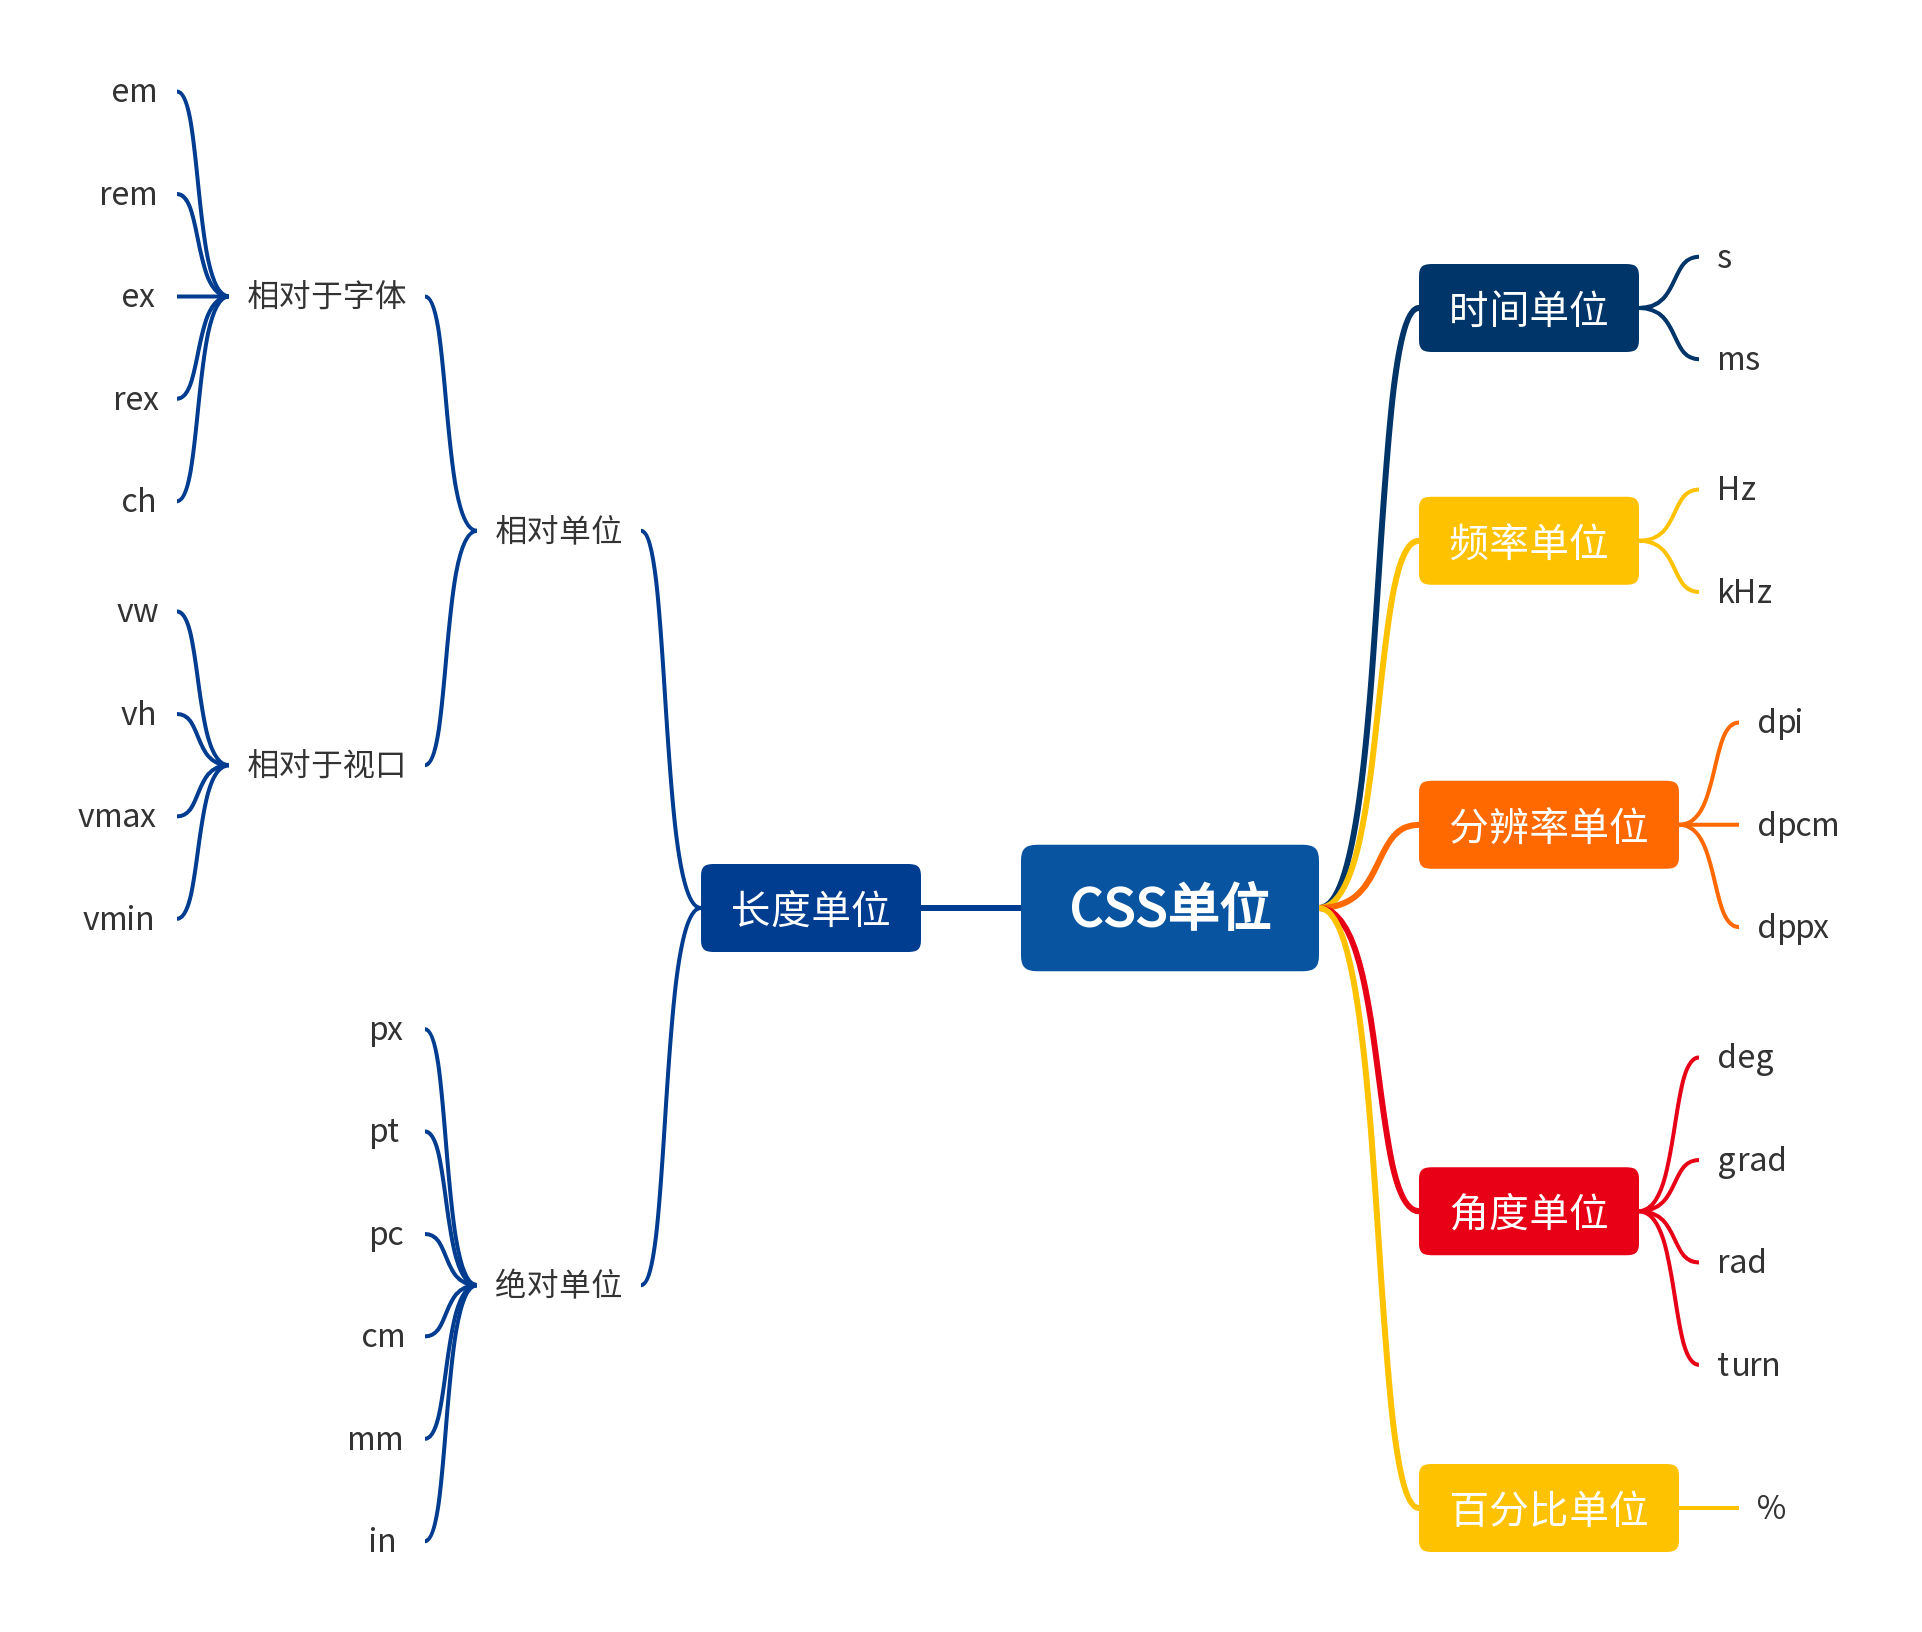 CSS单位
长度单位
相对单位
相对于字体
em
rem
ex
rex
ch
相对于视口
vw
vh
vmax
vmin
绝对单位
px
pt
pc
cm
mm
in
时间单位
s
ms
频率单位
Hz
kHz
分辨率单位
dpi
dpcm
dppx
角度单位
deg
grad
rad
turn
百分比单位
%